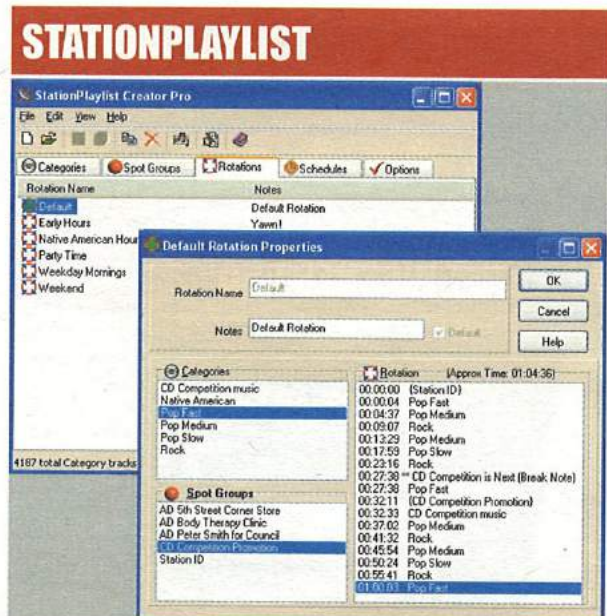 STATIONPLAYLIST
StationPlaylist Creator Pro
File Edit View Help
Categories Spot Groups Rotations Schedules Options
Rotation Name Notes
Default Default Rotation
Early Hours Yawn!
Native American Hour
Party Time
Weekday Mornings
Weekend
4187 total Category tracks
Default Rotation Properties
Rotation Name Default
Notes Default Rotation Default
OK
Cancel
Help
Categories
CD Competition music
Native American
Pop Fast
Pop Medium
Pop Slow
Rock
Spot Groups
AD 5th Street Corner Store
AD Body Therapy Clinic
AD Peter Smith for Council
CD Competition Promotion
Station ID
Rotation (Approx Time: 01:04:36)
00:00:00 {Station ID}
00:00:04 Pop Fast
00:04:37 Pop Medium
00:09:07 Rock
00:13:29 Pop Medium
00:17:59 Pop Slow
00:23:16 Rock
00:27:38 ** CD Competition is Next (Break Note)
00:27:38 Pop Fast
00:32:11 {CD Competition Promotion}
00:32:33 CD Competition music
00:37:02 Pop Medium
00:41:32 Rock
00:45:54 Pop Medium
00:50:24 Pop Slow
00:55:41 Rock
01:00:03 Pop Fast